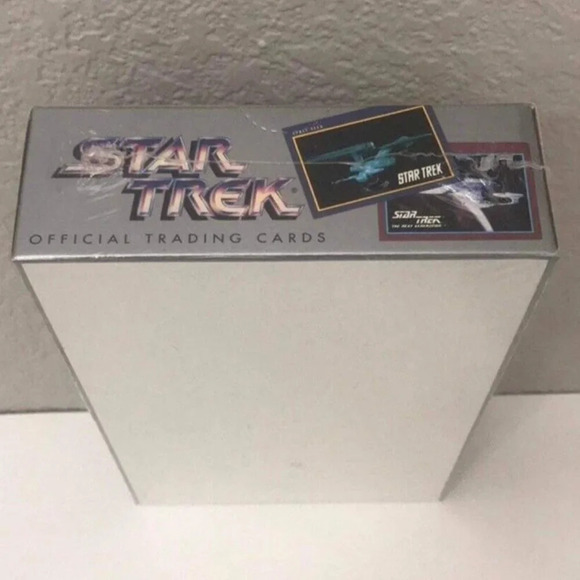 STAR
TREK®
OFFICIAL TRADING CARDS
STAR TREK
STAR TREK
THE NEXT GENERATION